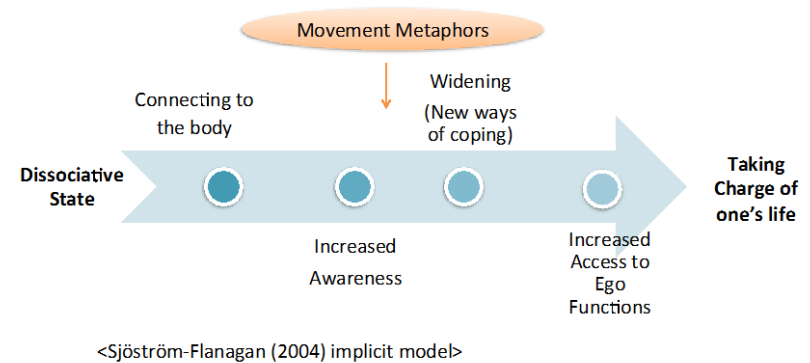 Movement Metaphors
Connecting to
the body
Widening
(New ways
of coping)
Dissociative
State
Taking
Charge of
one's life
Increased
Awareness
Increased
Access to
Ego
Functions
<Sjöström-Flanagan (2004) implicit model>